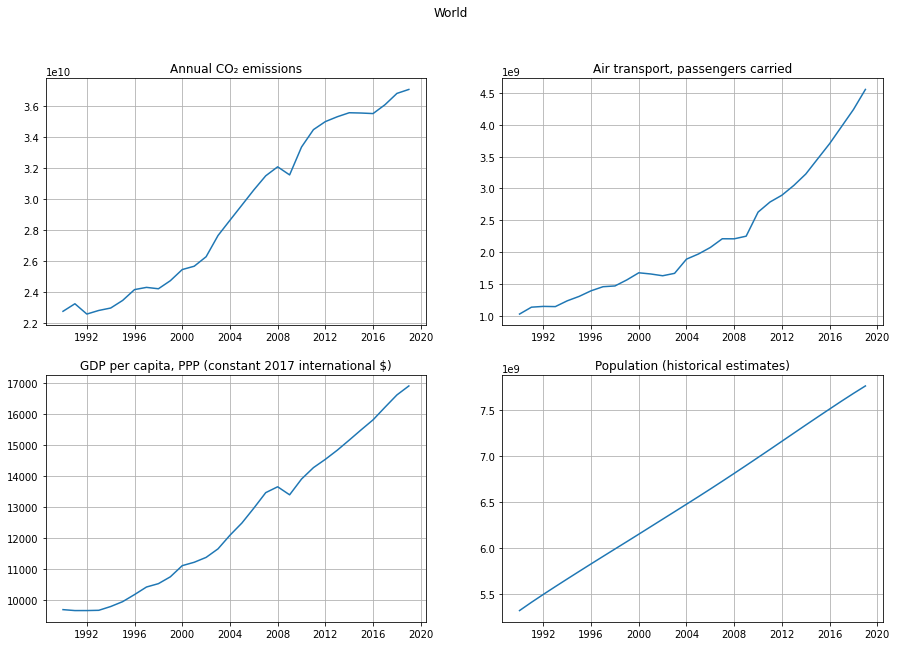 World
Annual CO₂ emissions
1e10
3.6
3.4
3.2
3.0
2.8
2.6
2.4
2.2
1992 1996 2000 2004 2008 2012 2016 2020
Air transport, passengers carried
1e9
4.5
4.0
3.5
3.0
2.5
2.0
1.5
1.0
1992 1996 2000 2004 2008 2012 2016 2020
GDP per capita, PPP (constant 2017 international $)
17000
16000
15000
14000
13000
12000
11000
10000
1992 1996 2000 2004 2008 2012 2016 2020
Population (historical estimates)
1e9
7.5
7.0
6.5
6.0
5.5
1992 1996 2000 2004 2008 2012 2016 2020